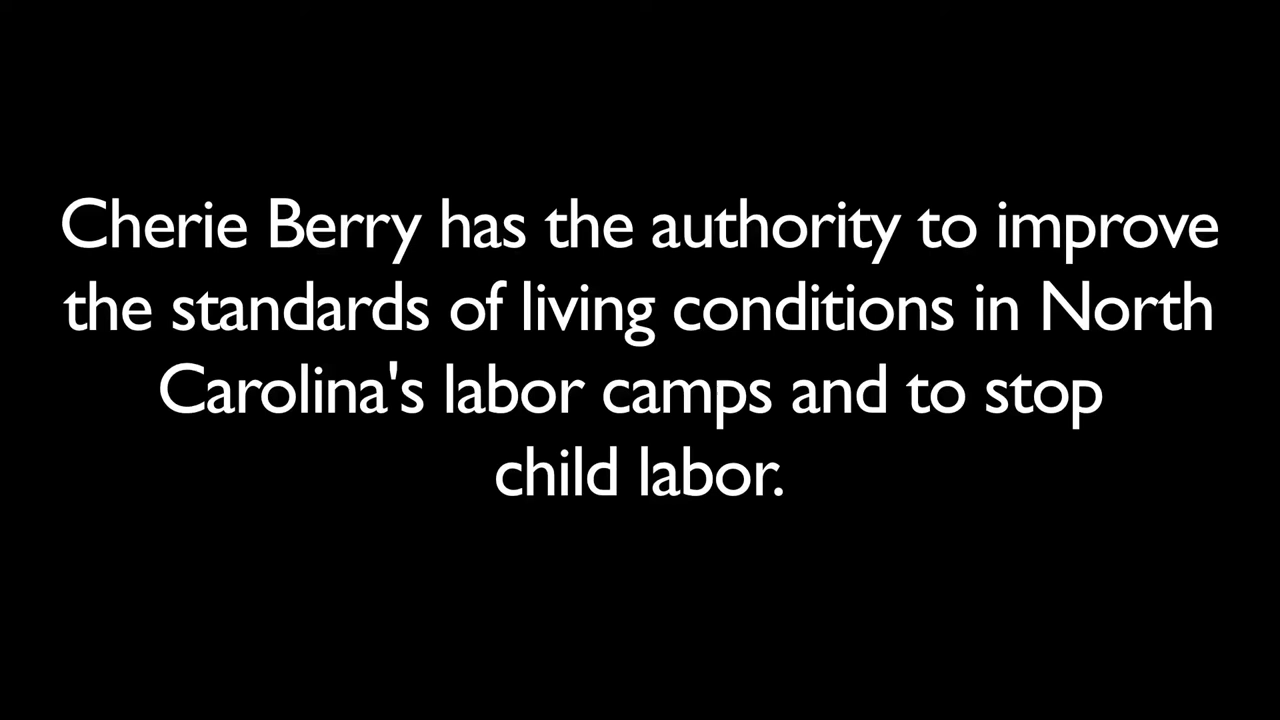 Cherie Berry has the authority to improve
the standards of living conditions in North
Carolina's labor camps and to stop
child labor.